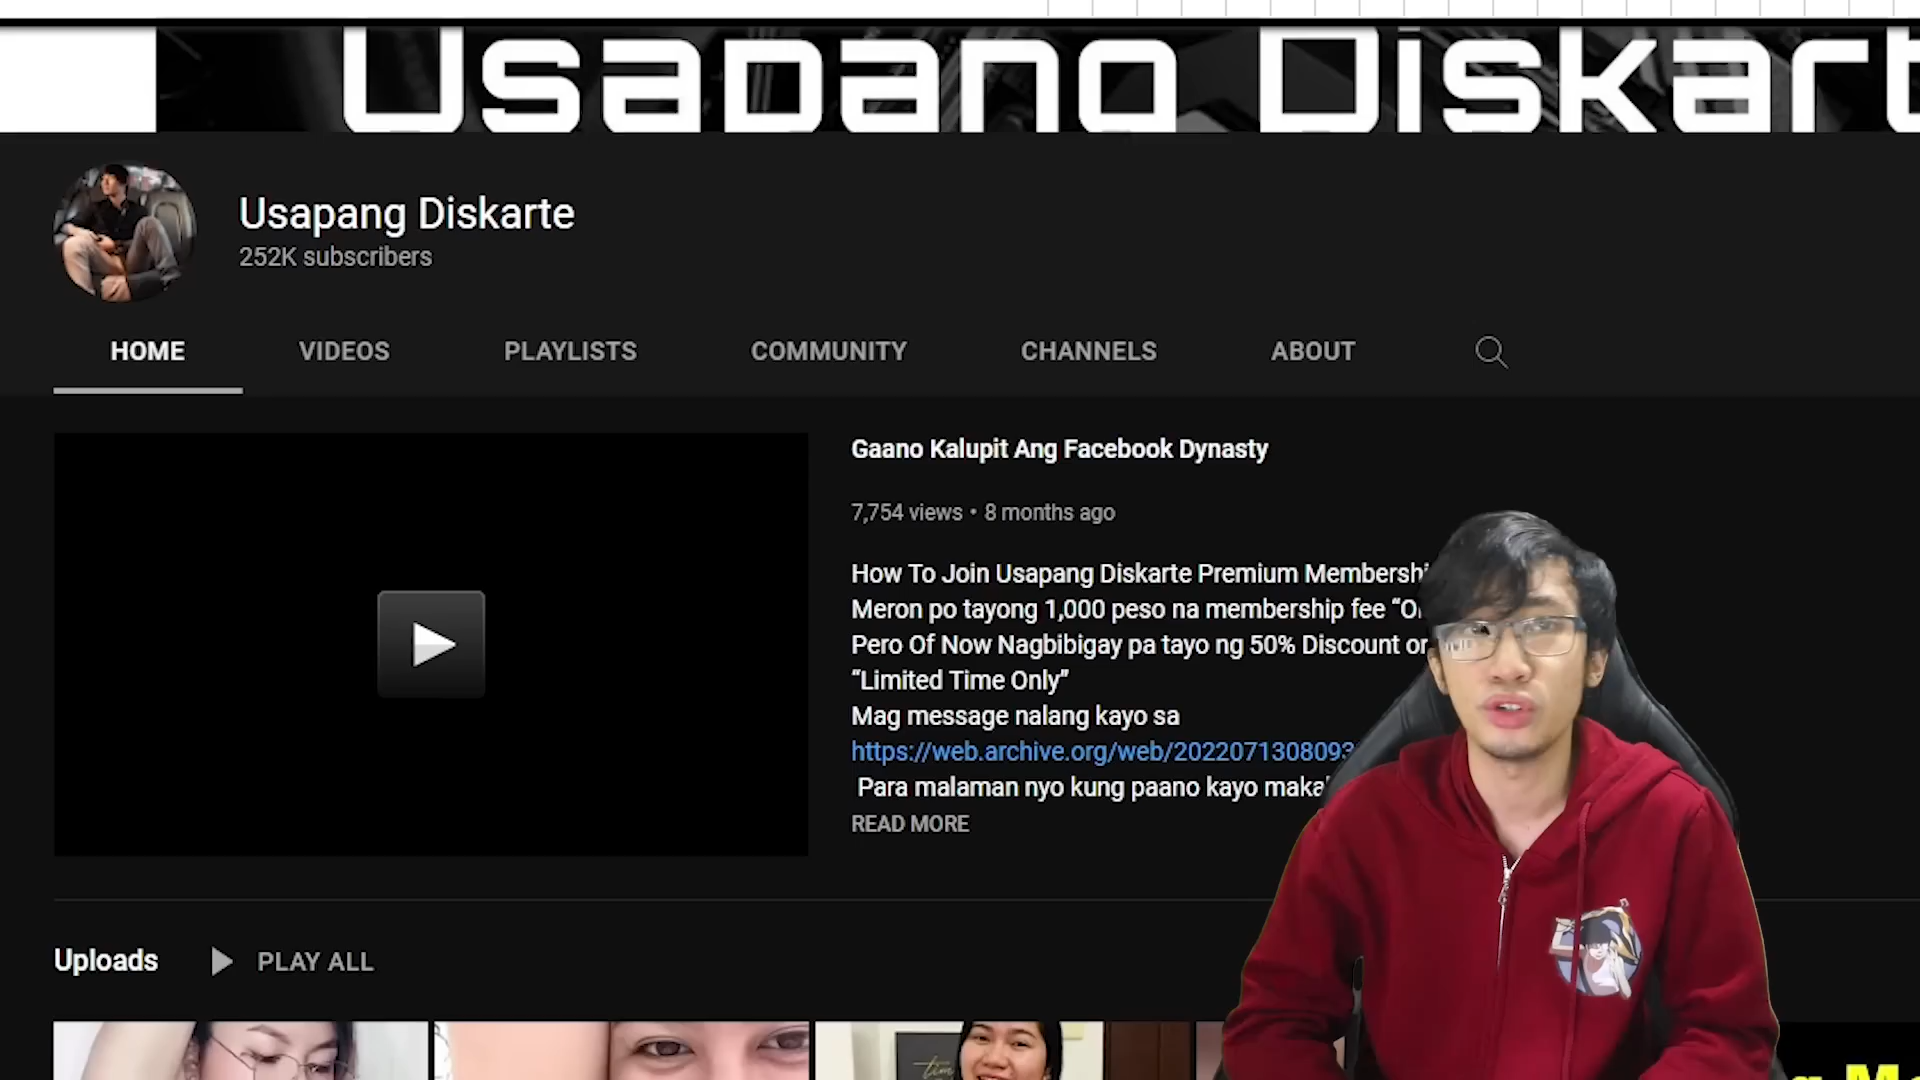 Usapang Diskart
Usapang Diskarte
252K subscribers
HOME VIDEOS PLAYLISTS COMMUNITY CHANNELS ABOUT
Gaano Kalupit Ang Facebook Dynasty
7,754 views • 8 months ago
How To Join Usapang Diskarte Premium Membershi
Meron po tayong 1,000 peso na membership fee “O
Pero Of Now Nagbibigay pa tayo ng 50% Discount or
“Limited Time Only”
Mag message nalang kayo sa
https://web.archive.org/web/2022071308093
Para malaman nyo kung paano kayo maka
READ MORE
Uploads PLAY ALL